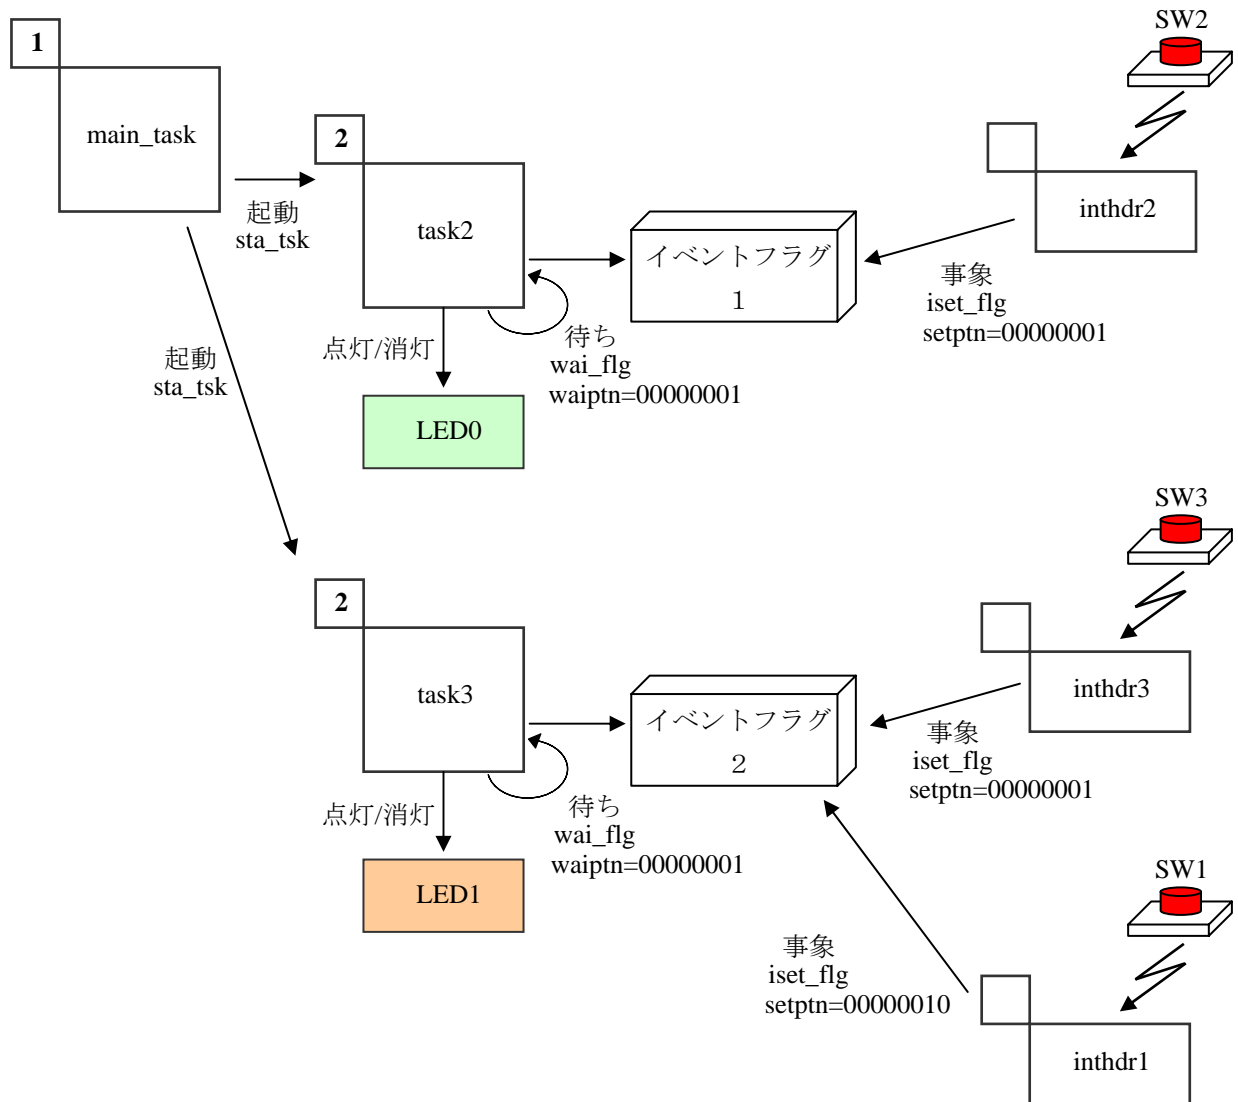 1
main_task
起動
sta_tsk
2
task2
イベントフラグ
1
SW2
inthdr2
事象
iset_flg
setptn=00000001
待ち
wai_flg
waiptn=00000001
点灯/消灯
LED0
起動
sta_tsk
2
task3
イベントフラグ
2
SW3
inthdr3
事象
iset_flg
setptn=00000001
待ち
wai_flg
waiptn=00000001
点灯/消灯
LED1
SW1
事象
iset_flg
setptn=00000010
inthdr1